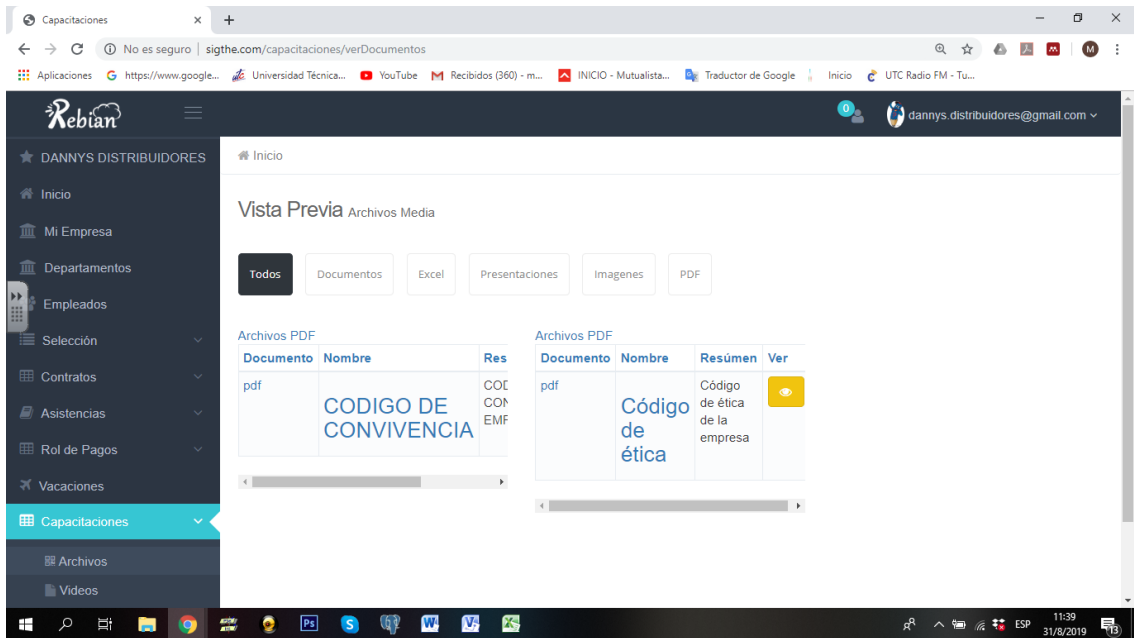 Capacitaciones
No es seguro | sigthe.com/capacitaciones/verDocumentos
Aplicaciones https://www.google... Universidad Técnica... YouTube Recibidos (360) - m... INICIO - Mutualista... Traductor de Google Inicio UTC Radio FM - Tu...
Rebian
0 dannys.distribuidores@gmail.com
DANNYS DISTRIBUIDORES
Inicio
Mi Empresa
Departamentos
Empleados
Selección
Contratos
Asistencias
Rol de Pagos
Vacaciones
Capacitaciones
Archivos
Videos
Inicio
Vista Previa Archivos Media
Todos Documentos Excel Presentaciones Imagenes PDF
Archivos PDF
Documento Nombre Res
pdf
CODIGO DE
CONVIVENCIA
COD
CON
EMF
Archivos PDF
Documento Nombre Resúmen Ver
pdf
Código
de
ética
Código
de ética
de la
empresa
ESP
11:39
31/8/2019
13